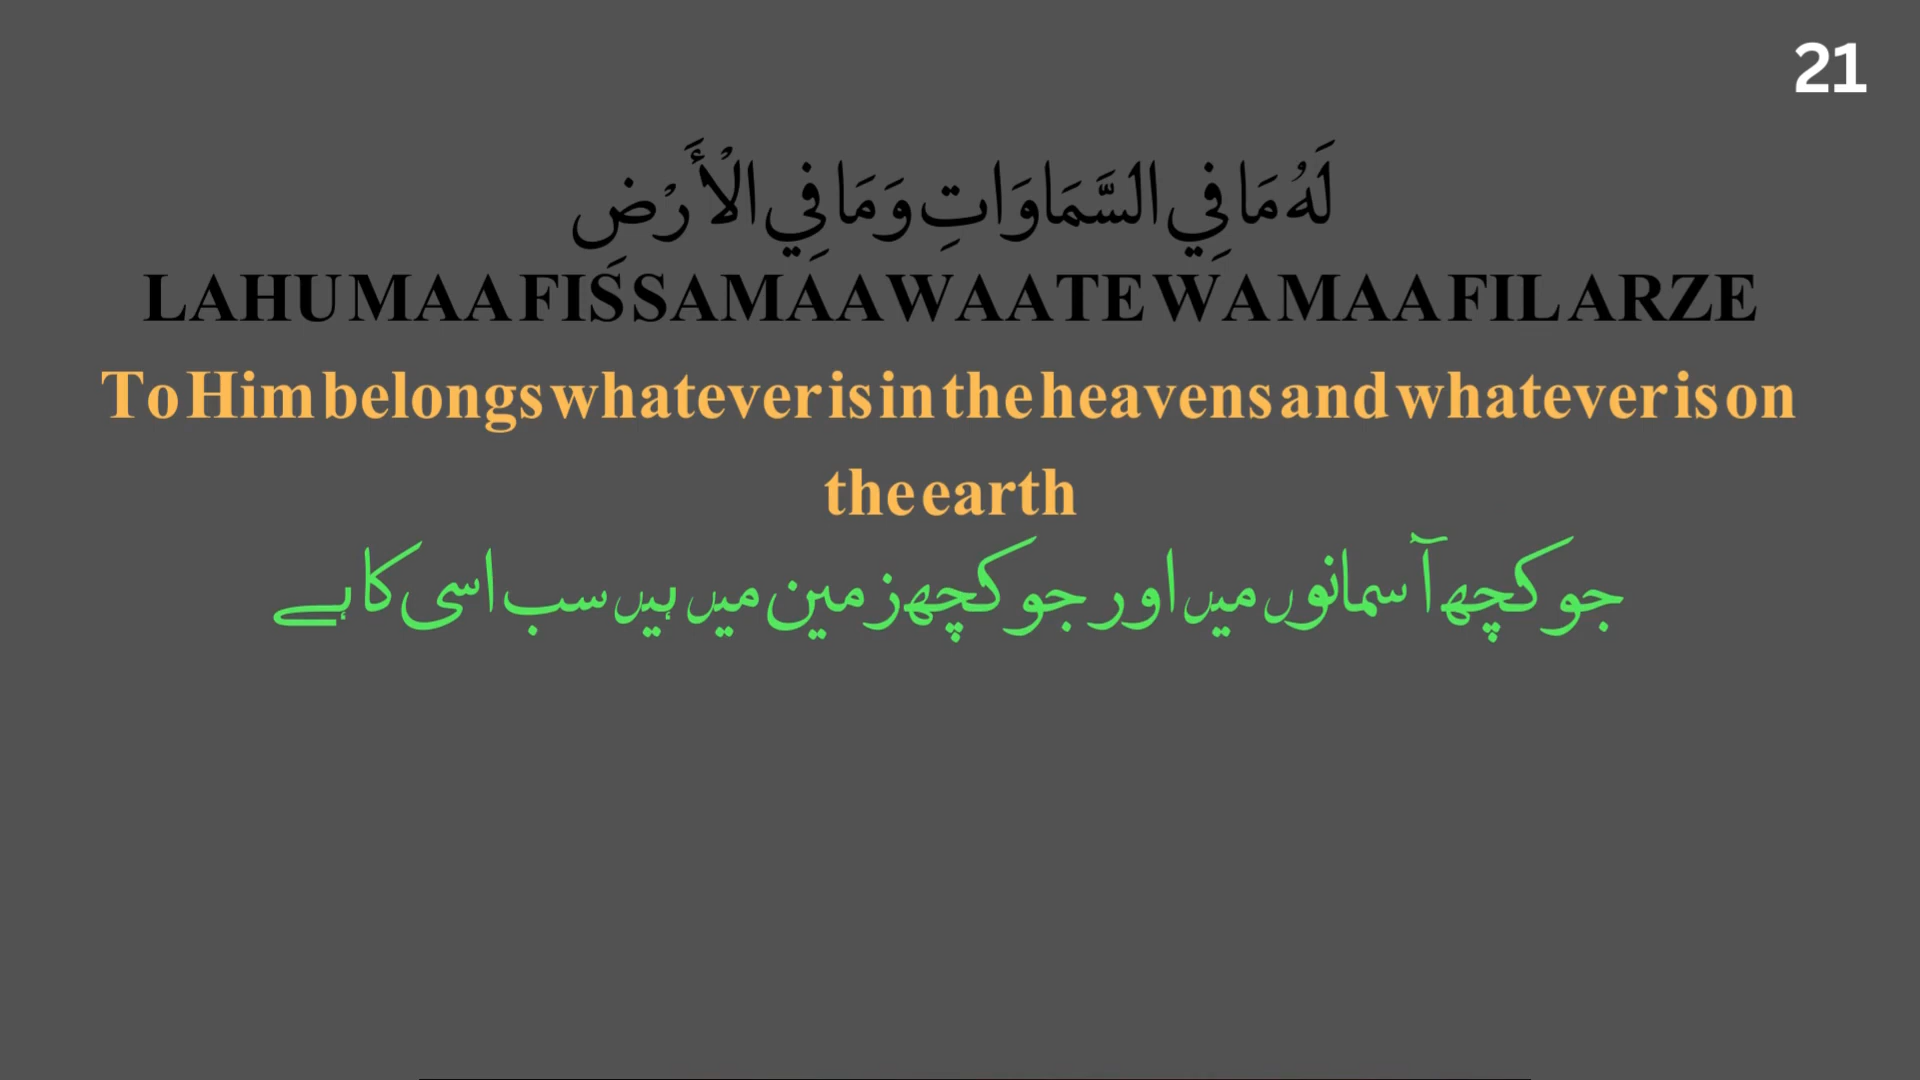 21
لَهُ مَا فِي السَّمَاوَاتِ وَمَا فِي الْأَرْضِ
LAHU MAA FIS SAMAAWAATE WA MAA FIL ARZE
To Him belongs whatever is in the heavens and whatever is on
the earth
جو کچھ آسمانوں میں اور جو کچھ زمین میں ہیں سب اسی کا ہے